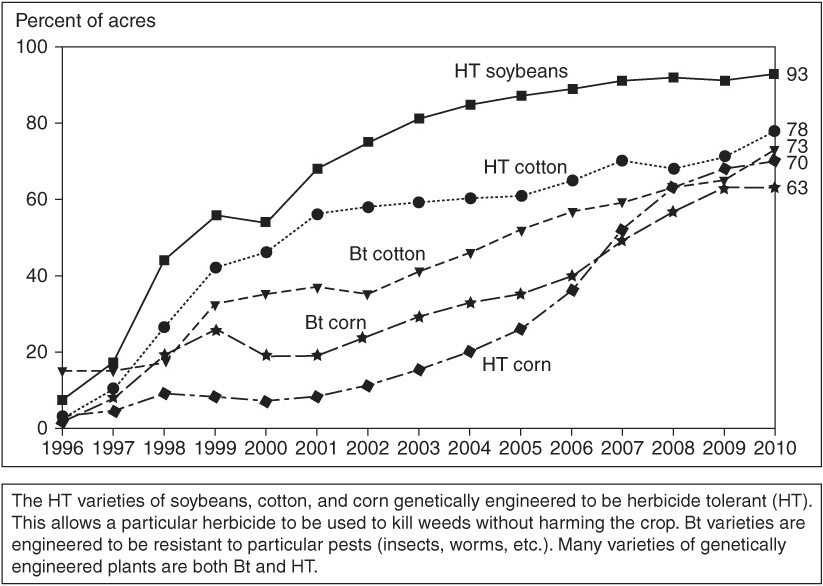 Percent of acres
100
80
60
40
20
0
HT soybeans
HT cotton
Bt cotton
Bt corn
HT corn
93
78
73
70
63
1996 1997 1998 1999 2000 2001 2002 2003 2004 2005 2006 2007 2008 2009 2010
The HT varieties of soybeans, cotton, and corn genetically engineered to be herbicide tolerant (HT).
This allows a particular herbicide to be used to kill weeds without harming the crop. Bt varieties are
engineered to be resistant to particular pests (insects, worms, etc.). Many varieties of genetically
engineered plants are both Bt and HT.